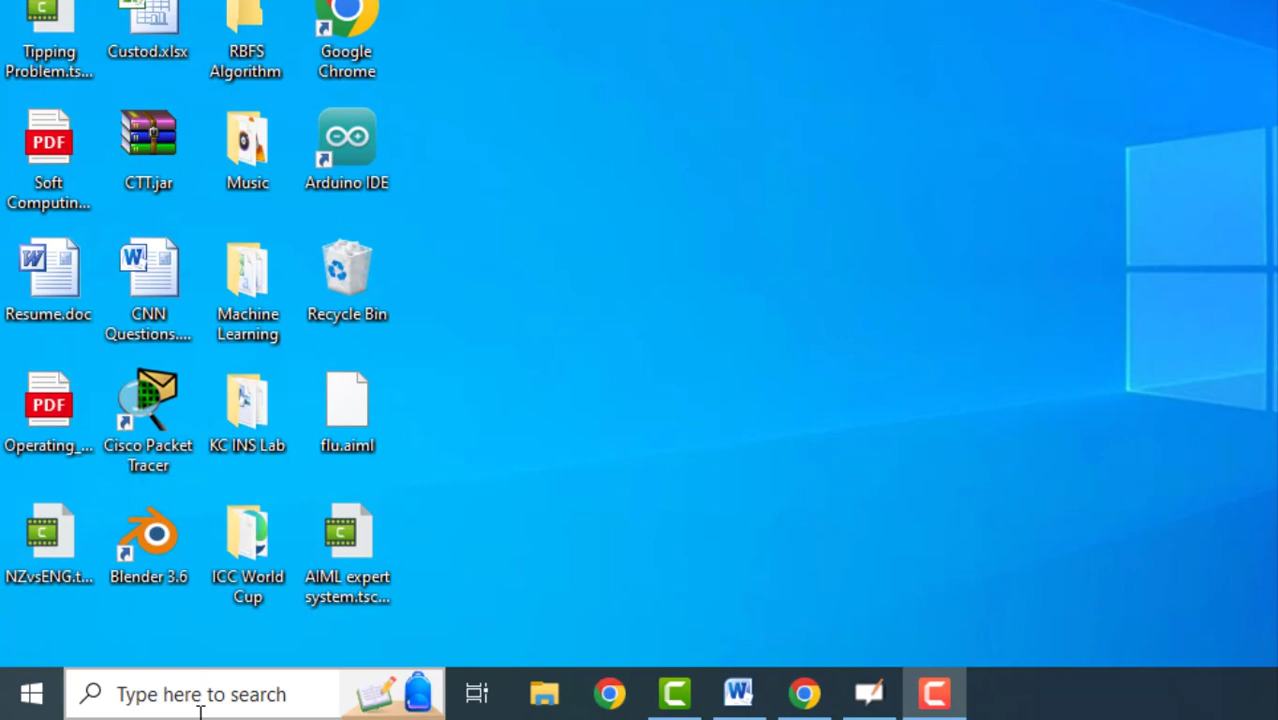 Tipping
Problem.ts...
Custod.xlsx
RBFS
Algorithm
Google
Chrome
PDF
Soft
Computin...
CTT.jar
Music
Arduino IDE
W
Resume.doc
W
CNN
Questions....
Machine
Learning
Recycle Bin
PDF
Operating_...
Cisco Packet
Tracer
KC INS Lab
flu.aiml
C
NZvsENG.t...
Blender 3.6
ICC World
Cup
C
AIML expert
system.tsc...
Type here to search
C
W
C